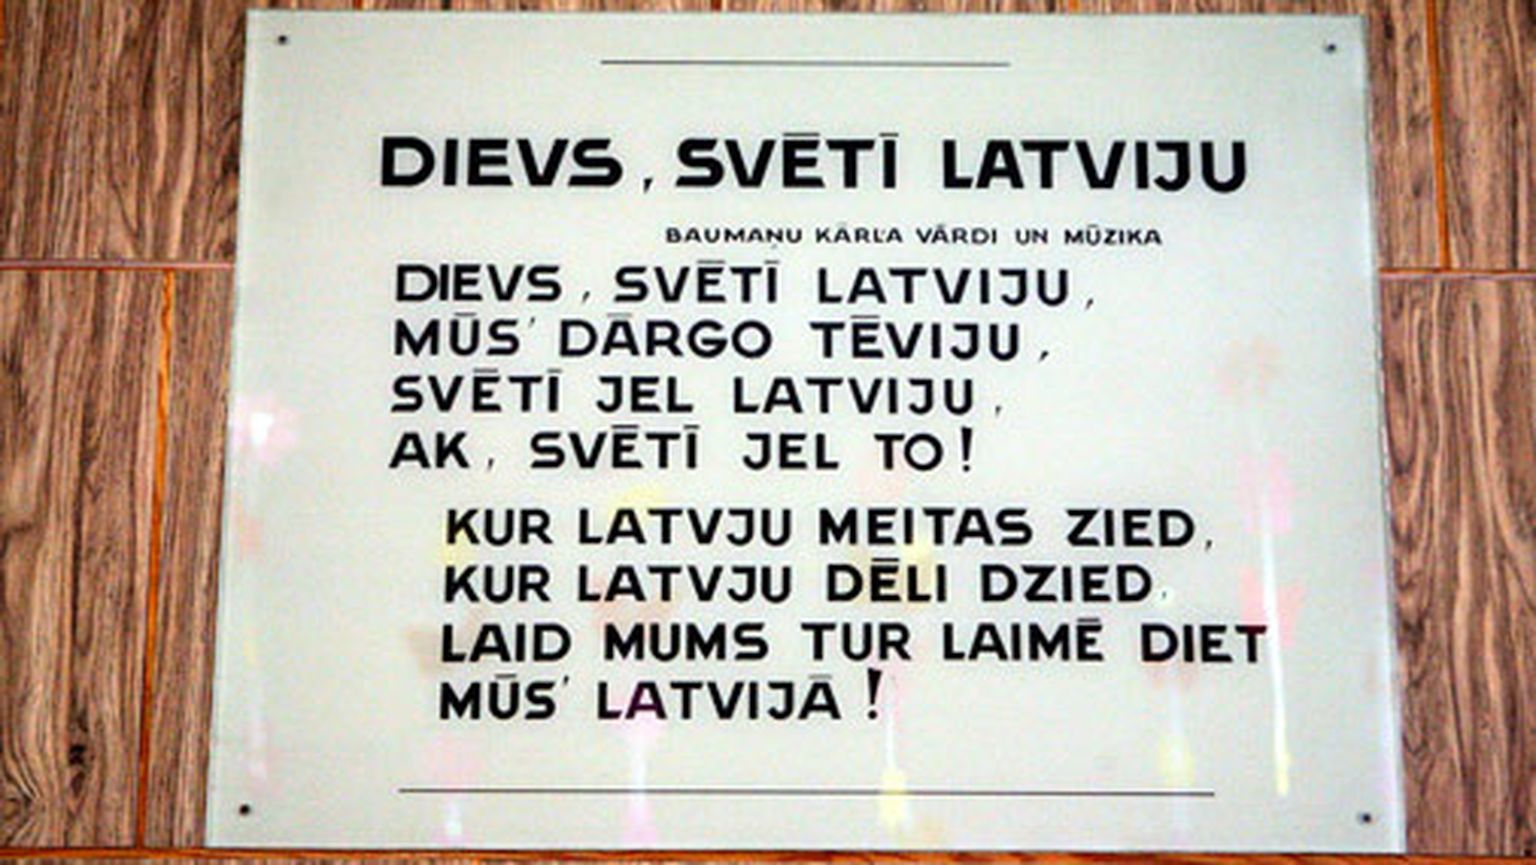 DIEVS, SVĒTĪ LATVIJU
BAUMAŅU KĀRĻA VĀRDI UN MŪZIKA
DIEVS, SVĒTĪ LATVIJU,
MŪS' DĀRGO TĒVIJU,
SVĒTĪ JEL LATVIJU,
AK, SVĒTĪ JEL TO!
KUR LATVJU MEITAS ZIED,
KUR LATVJU DĒLI DZIED,
LAID MUMS TUR LAIMĒ DIET
MŪS' LATVIJĀ!